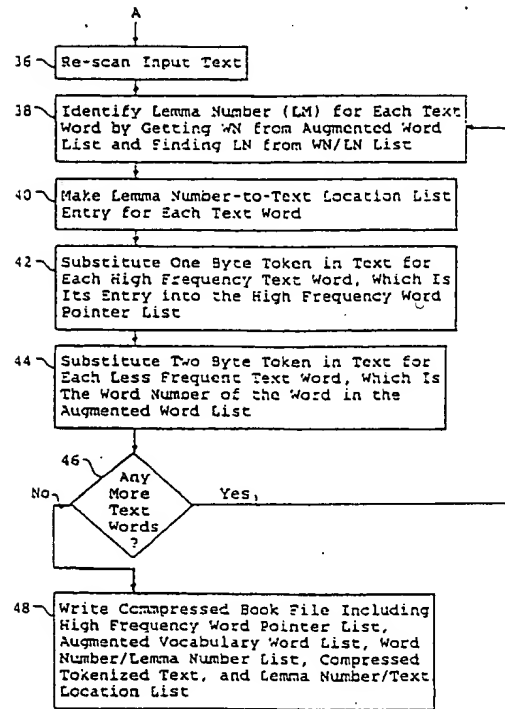 A
36 Re-scan Input Text
38 Identify Lemma Number (LM) for Each Text
Word by Getting WN from Augmented Word
List and Finding LN from WN/LN List
40 Make Lemma Number-to-Text Location List
Entry for Each Text Word
42 Substitute One Byte Token in Text for
Each High Frequency Text Word, Which Is
Its Entry into the High Frequency Word
Pointer List
44 Substitute Two Byte Token in Text for
Each Less Frequent Text Word, Which Is
The Word Number of the Word in the
Augmented Word List
46
Any
More
Text
Words
?
No
Yes,
48 Write Commpressed Book File Including
High Frequency Word Pointer List,
Augmented Vocabulary Word List, Word
Number/Lemma Number List, Compressed
Tokenized Text, and Lemma Number/Text
Location List